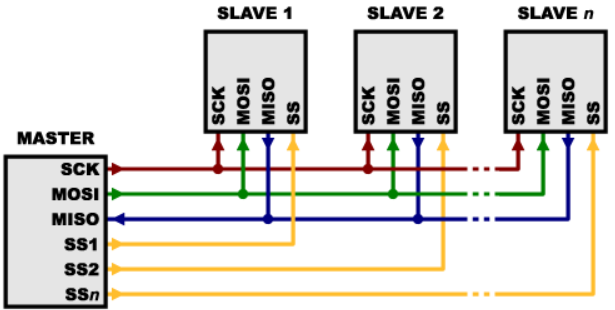 SLAVE 1 SLAVE 2 SLAVE n
SCK MOSI MISO SS SCK MOSI MISO SS SCK MOSI MISO SS
MASTER
SCK
MOSI
MISO
SS1
SS2
SSn